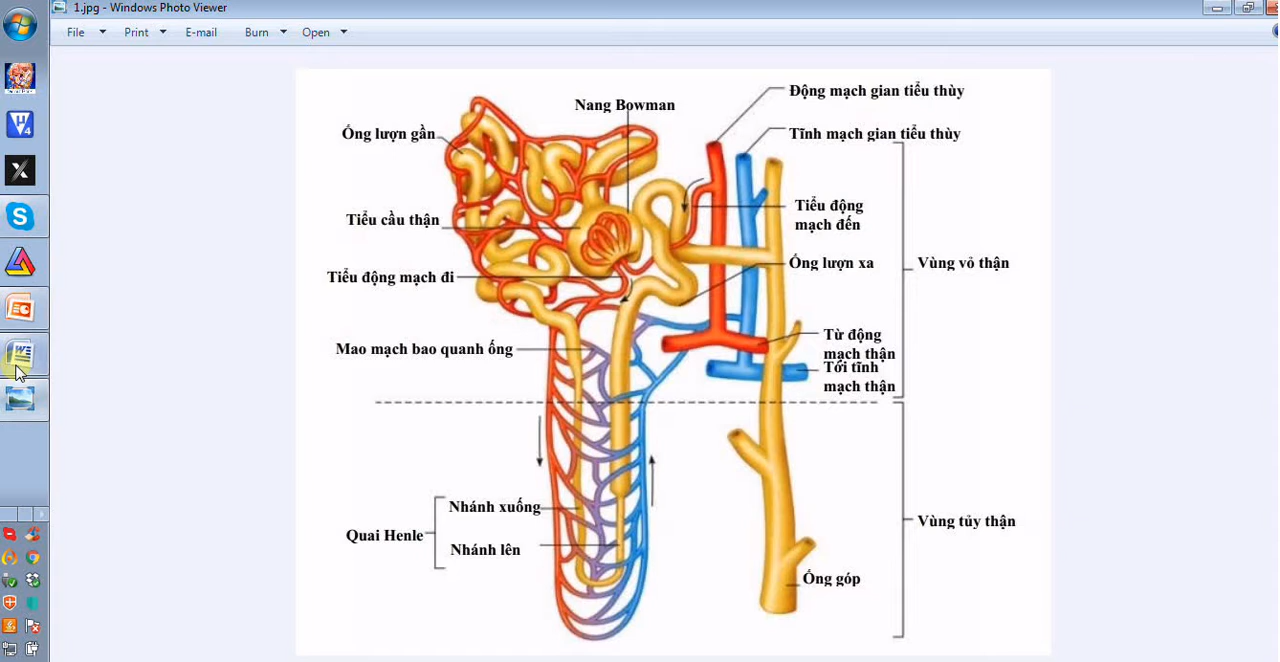 1.jpg - Windows Photo Viewer
File Print E-mail Burn Open
Nang Bowman
Động mạch gian tiểu thùy
Ống lượn gần
Tĩnh mạch gian tiểu thùy
Tiểu cầu thận
Tiểu động
mạch đến
Tiểu động mạch đi
Ống lượn xa
Vùng vỏ thận
Mao mạch bao quanh ống
Từ động
mạch thận
Tới tĩnh
mạch thận
Nhánh xuống
Quai Henle
Nhánh lên
Vùng tủy thận
Ống góp